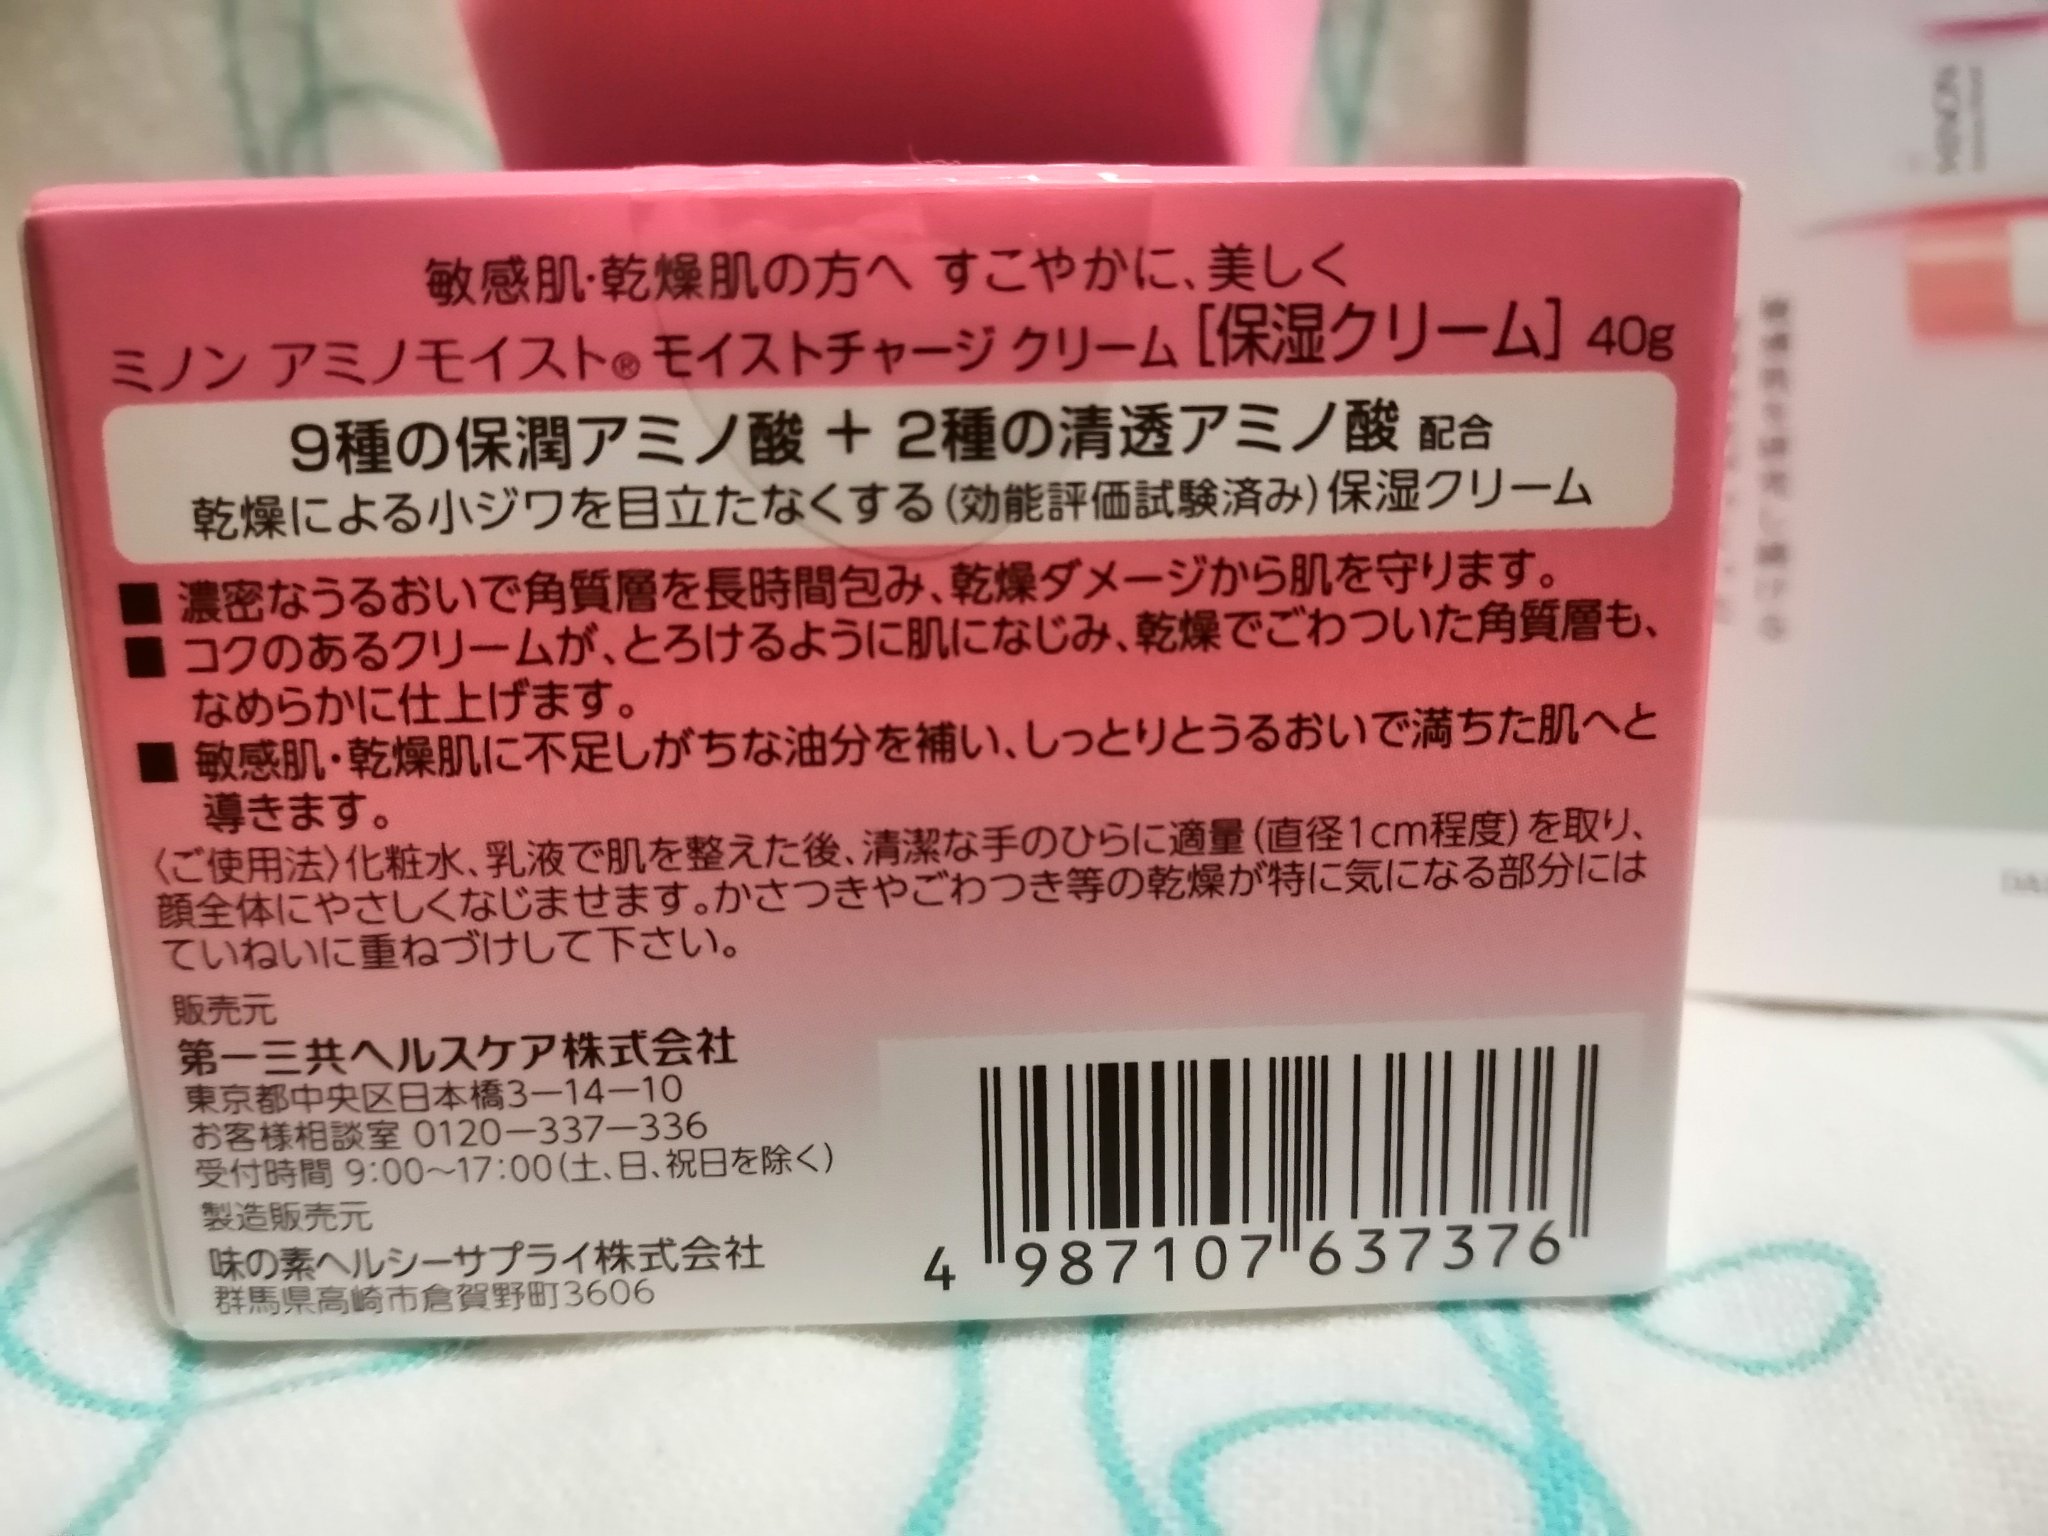 敏感肌・乾燥肌の方へ すこやかに、美しく
ミノン アミノモイスト® モイストチャージ クリーム [保湿クリーム] 40g
9種の保潤アミノ酸 + 2種の清透アミノ酸 配合
乾燥による小ジワを目立たなくする(効能評価試験済み)保湿クリーム
■ 濃密なうるおいで角質層を長時間包み、乾燥ダメージから肌を守ります。
■ コクのあるクリームが、とろけるように肌になじみ、乾燥でごわついた角質層も、
なめらかに仕上げます。
■ 敏感肌・乾燥肌に不足しがちな油分を補い、しっとりとうるおいで満ちた肌へと
導きます。
〈ご使用法〉化粧水、乳液で肌を整えた後、清潔な手のひらに適量(直径1cm程度)を取り、
顔全体にやさしくなじませます。かさつきやごわつき等の乾燥が特に気になる部分には
ていねいに重ねづけして下さい。
販売元
第一三共ヘルスケア株式会社
東京都中央区日本橋3-14-10
お客様相談室 0120-337-336
受付時間 9:00~17:00(土、日、祝日を除く)
製造販売元
味の素ヘルシーサプライ株式会社
群馬県高崎市倉賀野町3606
4 987107 637376